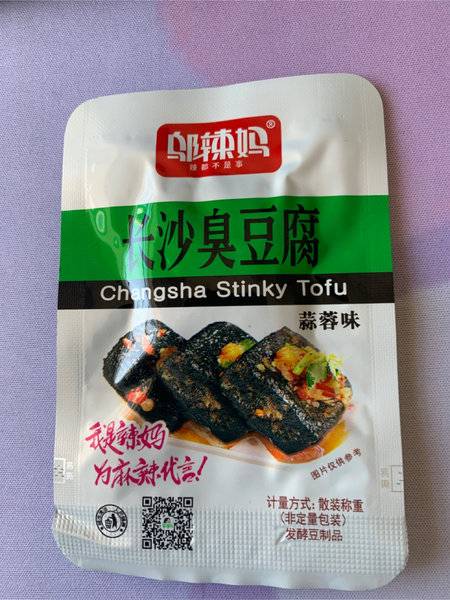 邬辣妈®
辣都不是事
长沙臭豆腐
Changsha Stinky Tofu
蒜蓉味
我是辣妈
为麻辣代言!
图片仅供参考
计量方式:散装称重
(非定量包装)
发酵豆制品